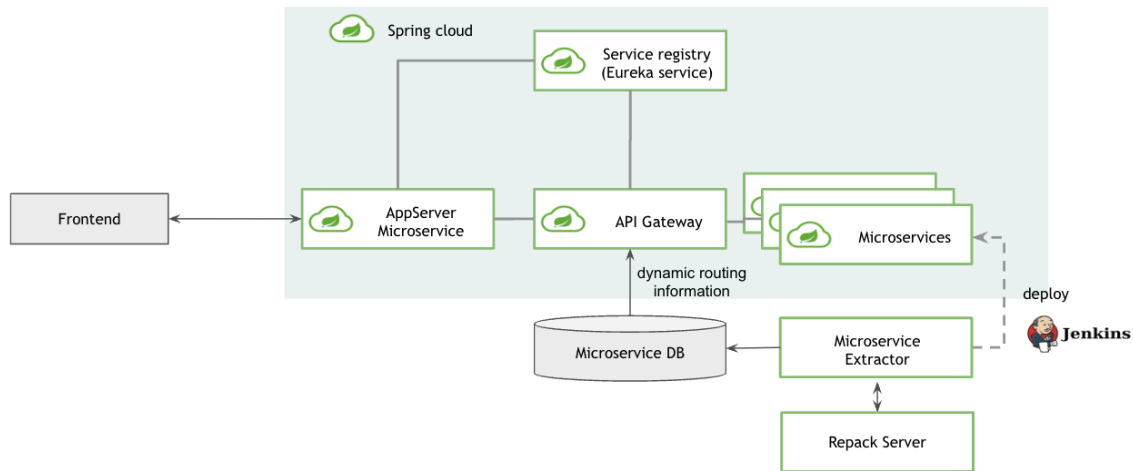 Spring cloud
Service registry
(Eureka service)
Frontend
AppServer
Microservice
API Gateway
Microservices
dynamic routing
information
deploy
Jenkins
Microservice DB
Microservice
Extractor
Repack Server